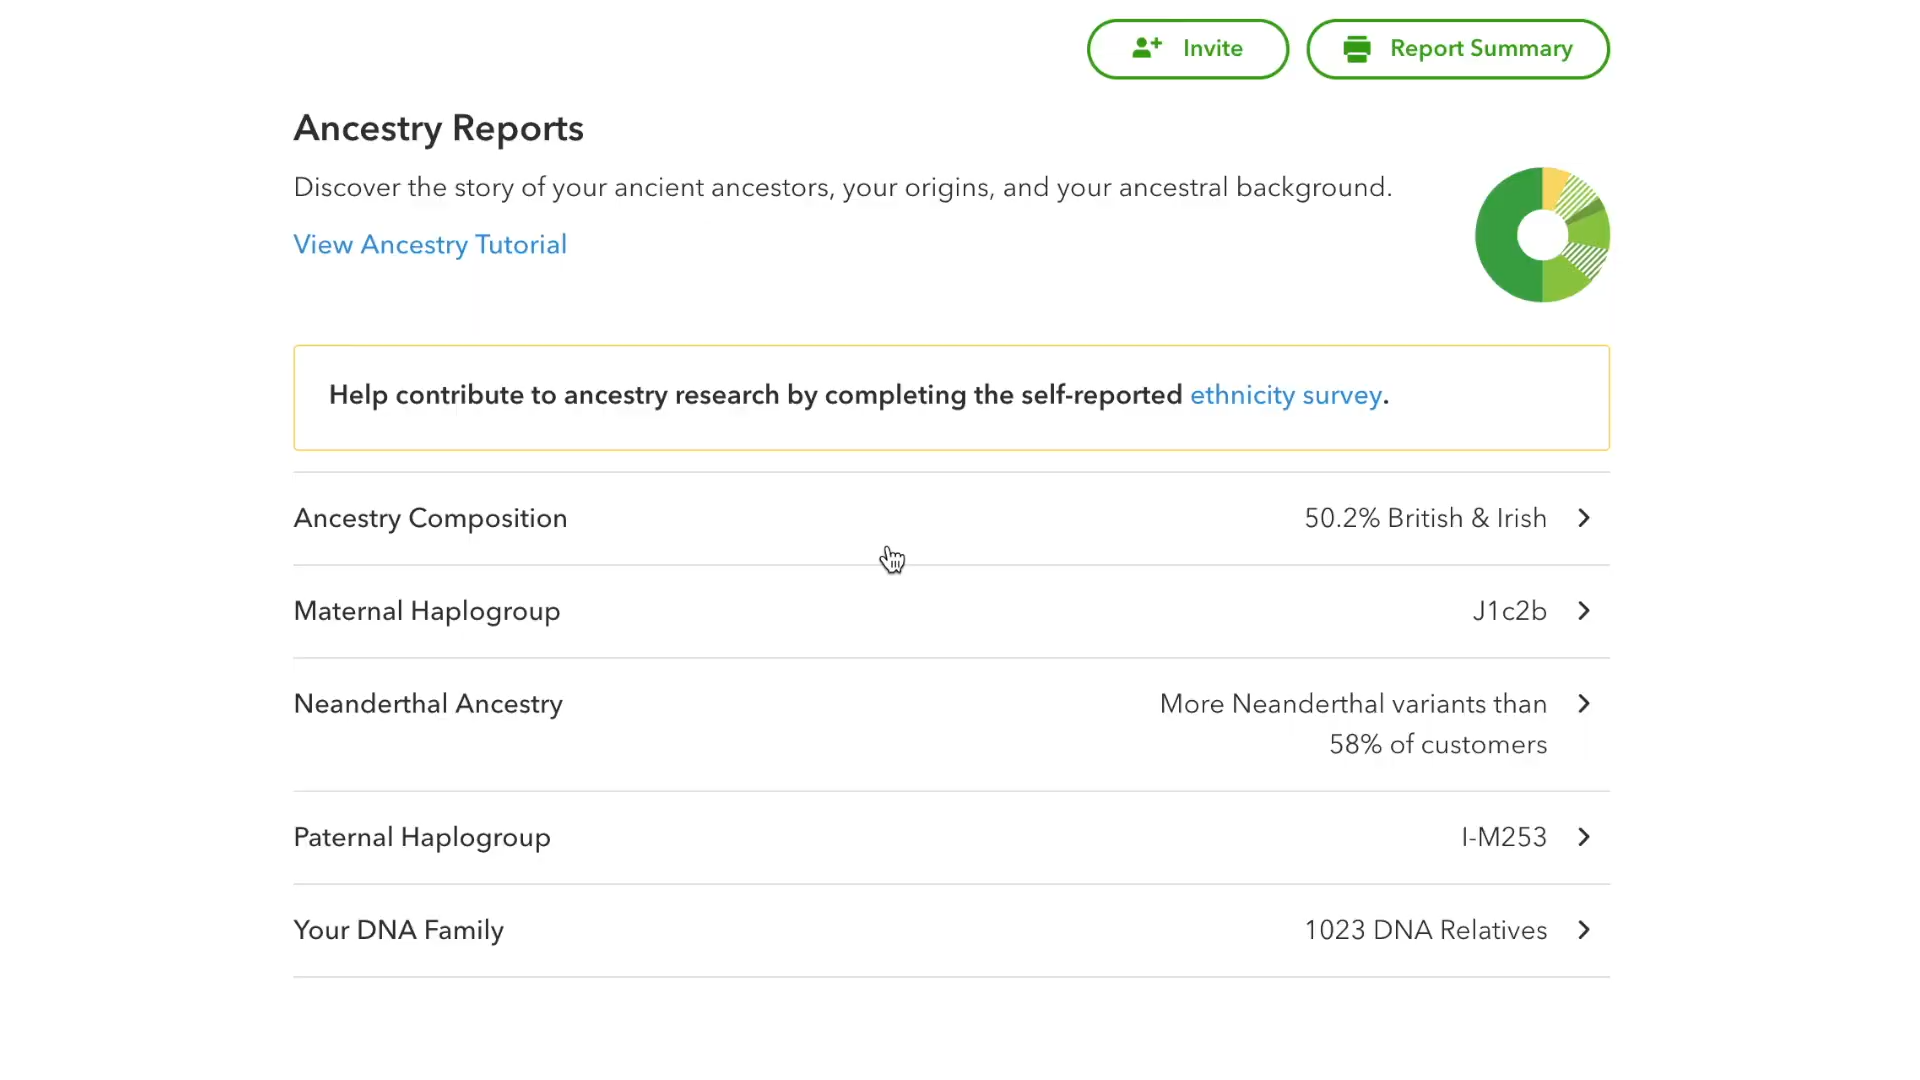 Invite
Report Summary
Ancestry Reports
Discover the story of your ancient ancestors, your origins, and your ancestral background.
View Ancestry Tutorial
Help contribute to ancestry research by completing the self-reported ethnicity survey.
Ancestry Composition
50.2% British & Irish
Maternal Haplogroup
J1c2b
Neanderthal Ancestry
More Neanderthal variants than
58% of customers
Paternal Haplogroup
I-M253
Your DNA Family
1023 DNA Relatives